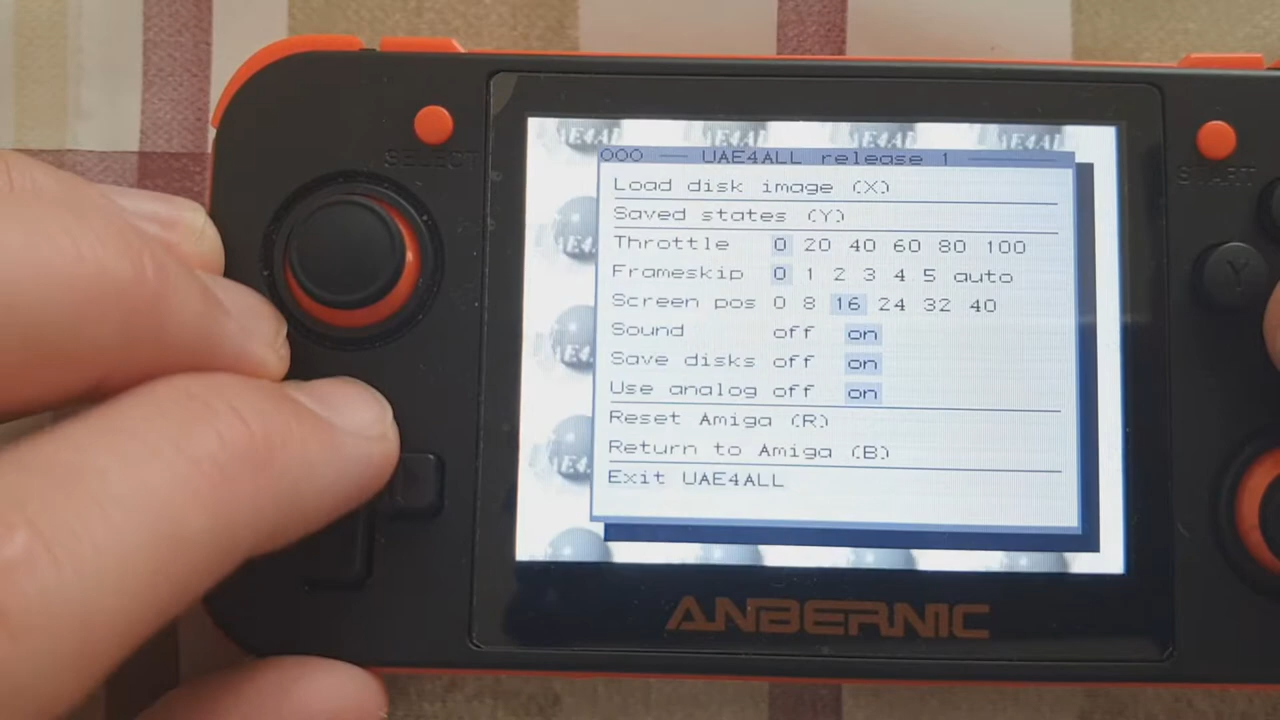 SELECT
START
Y
UAE4ALL release 1
Load disk image (X)
Saved states (Y)
Throttle 0 20 40 60 80 100
Frameskip 0 1 2 3 4 5 auto
Screen pos 0 8 16 24 32 40
Sound off on
Save disks off on
Use analog off on
Reset Amiga (R)
Return to Amiga (B)
Exit UAE4ALL
ANBERNIC